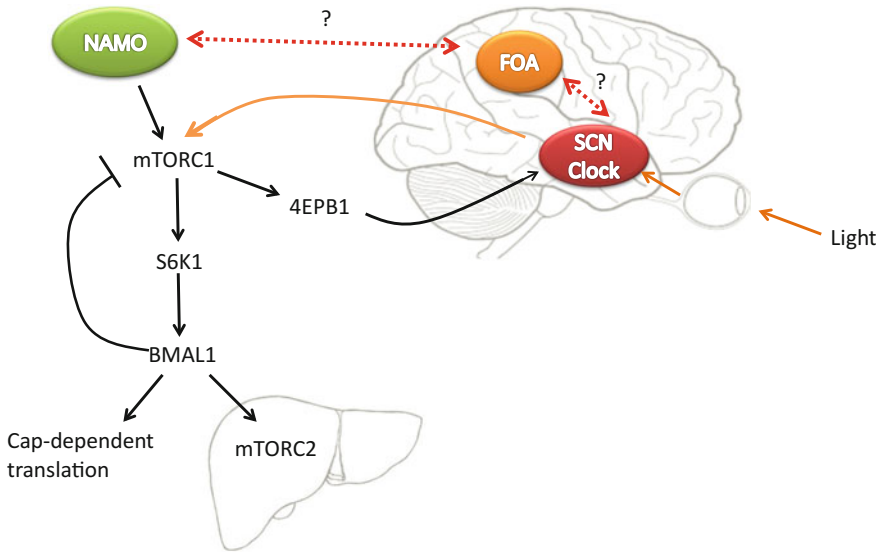 ?
NAMO
FOA
?
SCN
Clock
mTORC1
4EPB1
Light
S6K1
BMAL1
Cap-dependent
translation
mTORC2